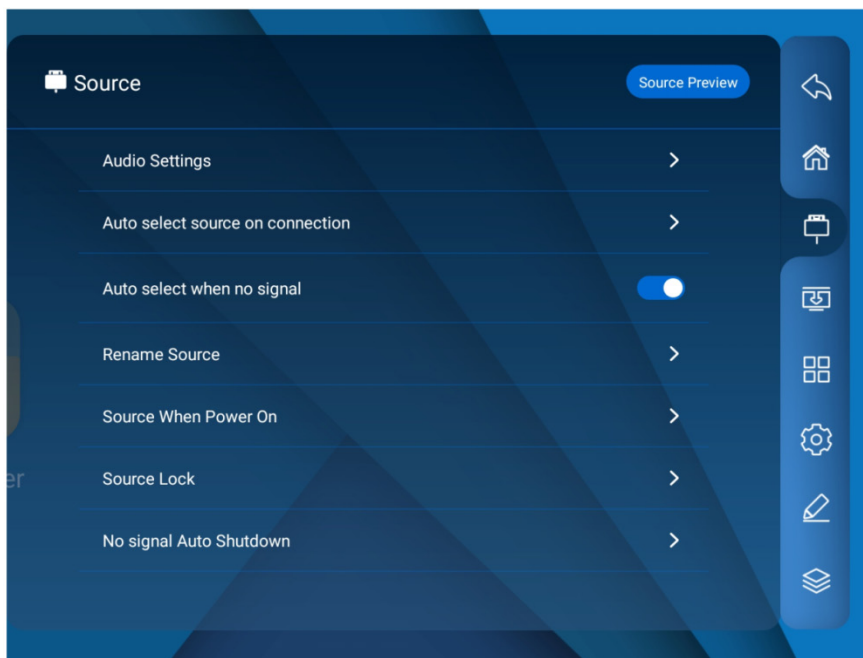 Source
Source Preview
Audio Settings
Auto select source on connection
Auto select when no signal
Rename Source
Source When Power On
Source Lock
er
No signal Auto Shutdown